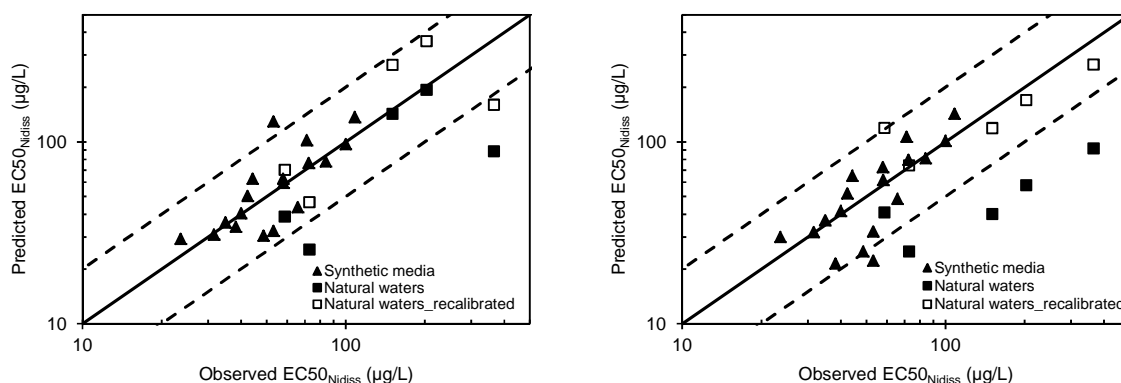 Predicted EC50Nidiss (µg/L)
100
10
10
100
Observed EC50Nidiss (µg/L)
Synthetic media
Natural waters
Natural waters_recalibrated
Predicted EC50Nidiss (µg/L)
100
10
10
100
Observed EC50Nidiss (µg/L)
Synthetic media
Natural waters
Natural waters_recalibrated